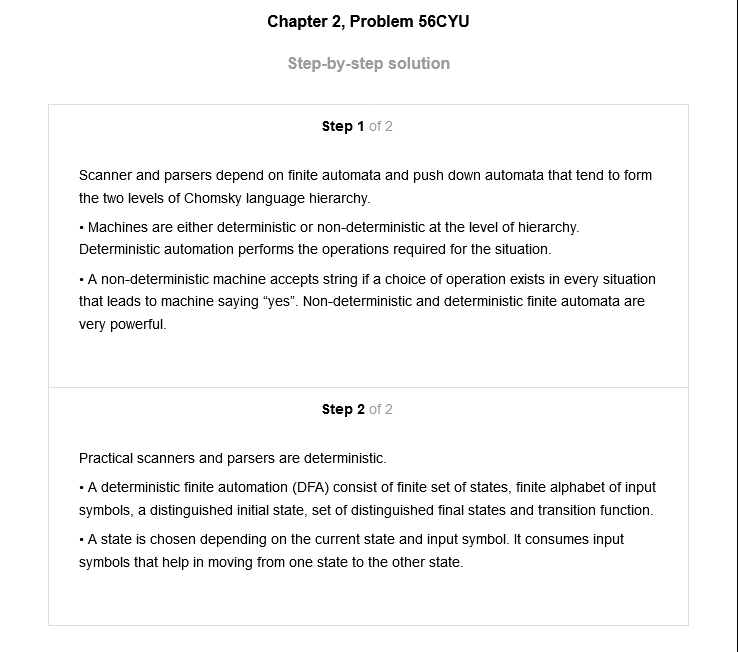 Chapter 2, Problem 56CYU
Step-by-step solution
Step 1 of 2
Scanner and parsers depend on finite automata and push down automata that tend to form
the two levels of Chomsky language hierarchy.
• Machines are either deterministic or non-deterministic at the level of hierarchy.
Deterministic automation performs the operations required for the situation.
• A non-deterministic machine accepts string if a choice of operation exists in every situation
that leads to machine saying “yes”. Non-deterministic and deterministic finite automata are
very powerful.
Step 2 of 2
Practical scanners and parsers are deterministic.
• A deterministic finite automation (DFA) consist of finite set of states, finite alphabet of input
symbols, a distinguished initial state, set of distinguished final states and transition function.
• A state is chosen depending on the current state and input symbol. It consumes input
symbols that help in moving from one state to the other state.